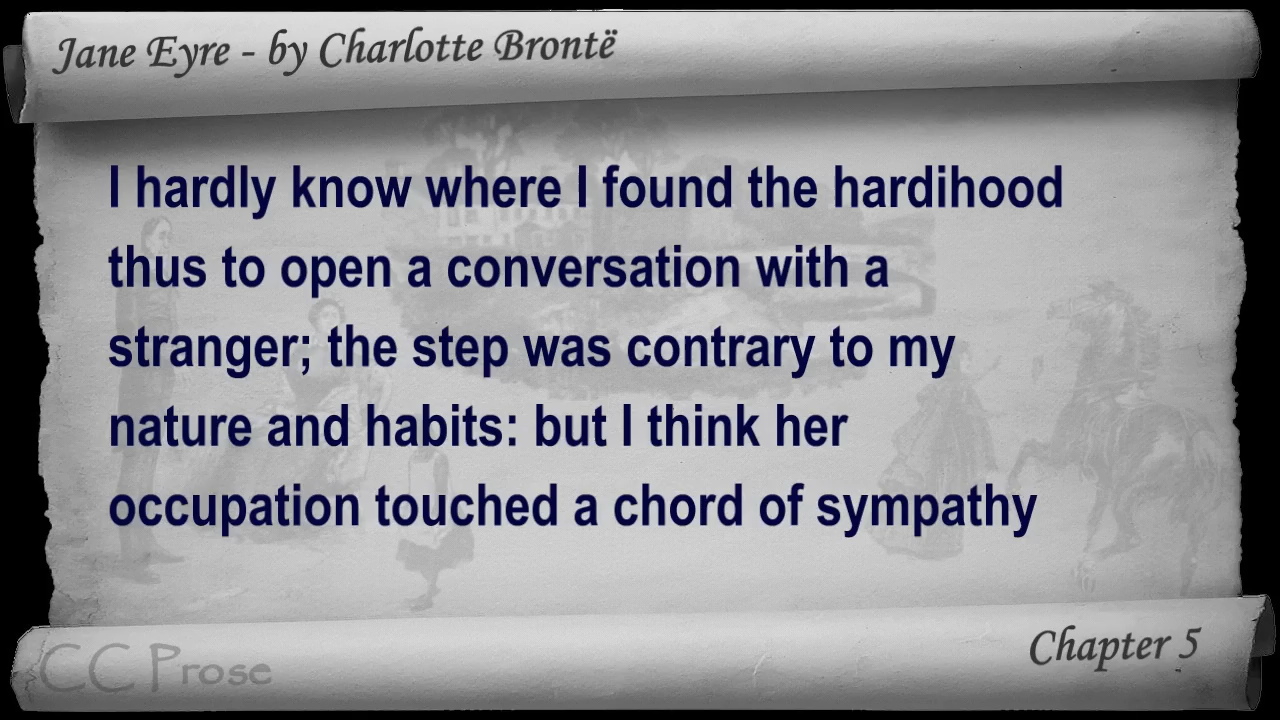 Jane Eyre - by Charlotte Brontë
I hardly know where I found the hardihood
thus to open a conversation with a
stranger; the step was contrary to my
nature and habits: but I think her
occupation touched a chord of sympathy
CC Prose
Chapter 5